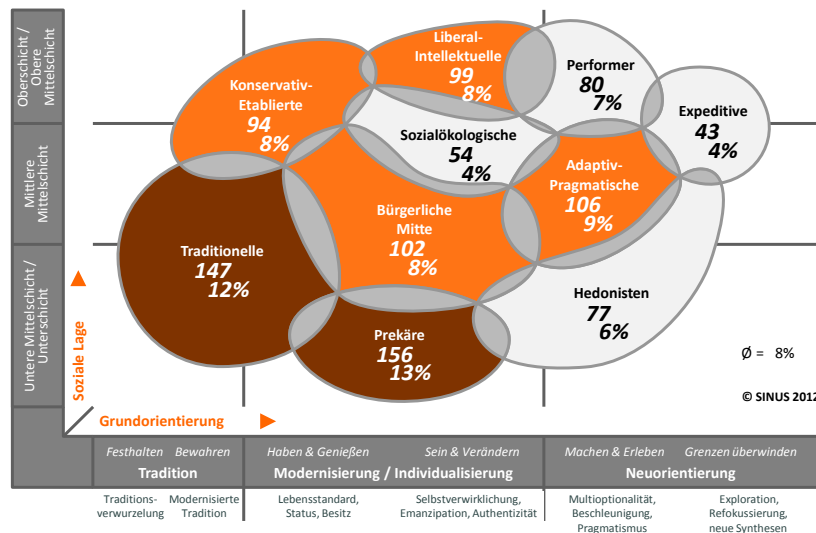 Oberschicht /
Obere
Mittelschicht
Mittlere
Mittelschicht
Untere Mittelschicht /
Unterschicht
Soziale Lage
Konservativ-
Etablierte
94
8%
Liberal-
Intellektuelle
99
8%
Performer
80
7%
Expeditive
43
4%
Sozialökologische
54
4%
Adaptiv-
Pragmatische
106
9%
Traditionelle
147
12%
Bürgerliche
Mitte
102
8%
Hedonisten
77
6%
Prekäre
156
13%
Ø = 8%
© SINUS 2012
Grundorientierung
Festhalten Bewahren
Tradition
Haben & Genießen Sein & Verändern
Modernisierung / Individualisierung
Machen & Erleben Grenzen überwinden
Neuorientierung
Traditions-
verwurzelung
Modernisierte
Tradition
Lebensstandard,
Status, Besitz
Selbstverwirklichung,
Emanzipation, Authentizität
Multioptionalität,
Beschleunigung,
Pragmatismus
Exploration,
Refokussierung,
neue Synthesen